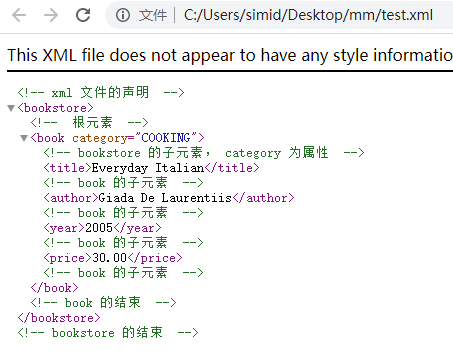 文件 C:/Users/simid/Desktop/mm/test.xml
This XML file does not appear to have any style informatio
<!-- xml 文件的声明 -->
▼<bookstore>
<!-- 根元素 -->
▼<book category="COOKING">
<!-- bookstore 的子元素， category 为属性 -->
<title>Everyday Italian</title>
<!-- book 的子元素 -->
<author>Giada De Laurentiis</author>
<!-- book 的子元素 -->
<year>2005</year>
<!-- book 的子元素 -->
<price>30.00</price>
<!-- book 的子元素 -->
</book>
<!-- book 的结束 -->
</bookstore>
<!-- bookstore 的结束 -->